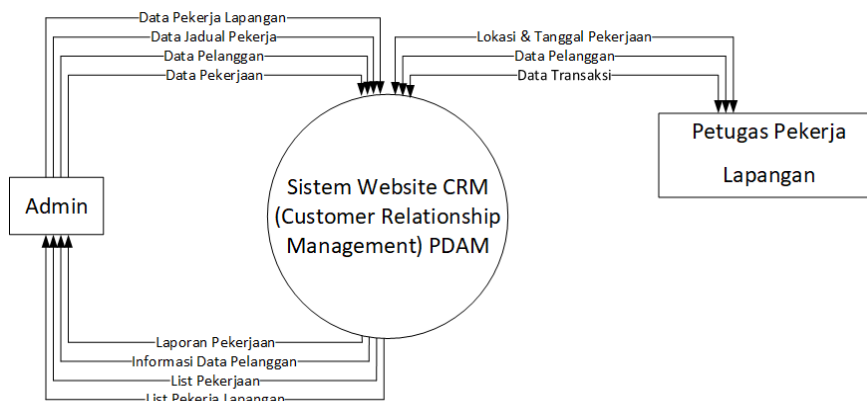 Data Pekerja Lapangan
Data Jadual Pekerja
Data Pelanggan
Data Pekerjaan
Lokasi & Tanggal Pekerjaan
Data Pelanggan
Data Transaksi
Petugas Pekerja
Lapangan
Admin
Sistem Website CRM
(Customer Relationship
Management) PDAM
Laporan Pekerjaan
Informasi Data Pelanggan
List Pekerjaan
List Pekerja Lapangan